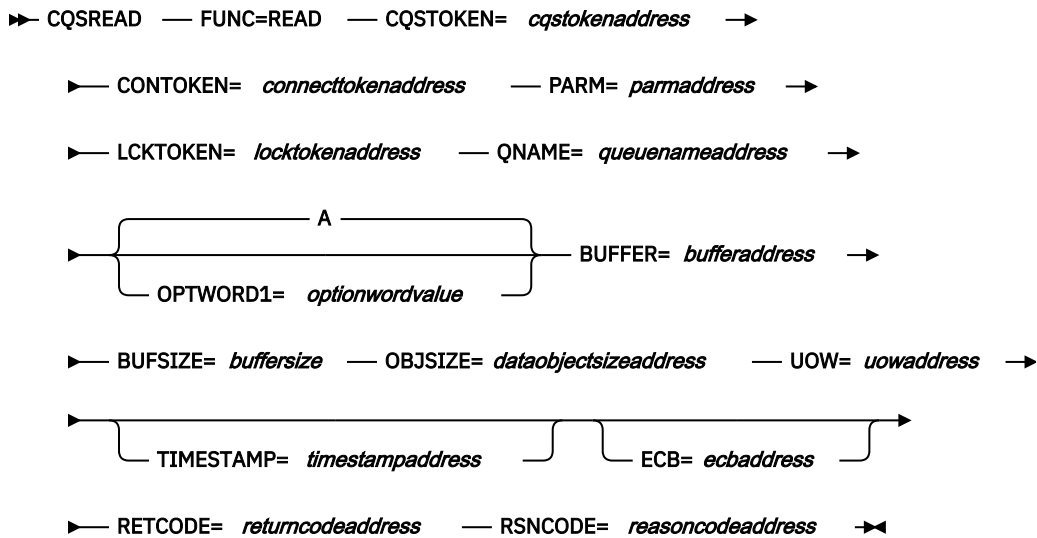 CQSREAD FUNC=READ CQSTOKEN= cqstokenaddress
CONTOKEN= connecttokenaddress PARM= parmaddress
LCKTOKEN= locktokenaddress QNAME= queuenameaddress
A
BUFFER= bufferaddress
OPTWORD1= optionwordvalue
BUFSIZE= buffersize OBJSIZE= dataobjectsizeaddress UOW= uowaddress
TIMESTAMP= timestampaddress ECB= ecbaddress
RETCODE= returncodeaddress RSNCODE= reasoncodeaddress